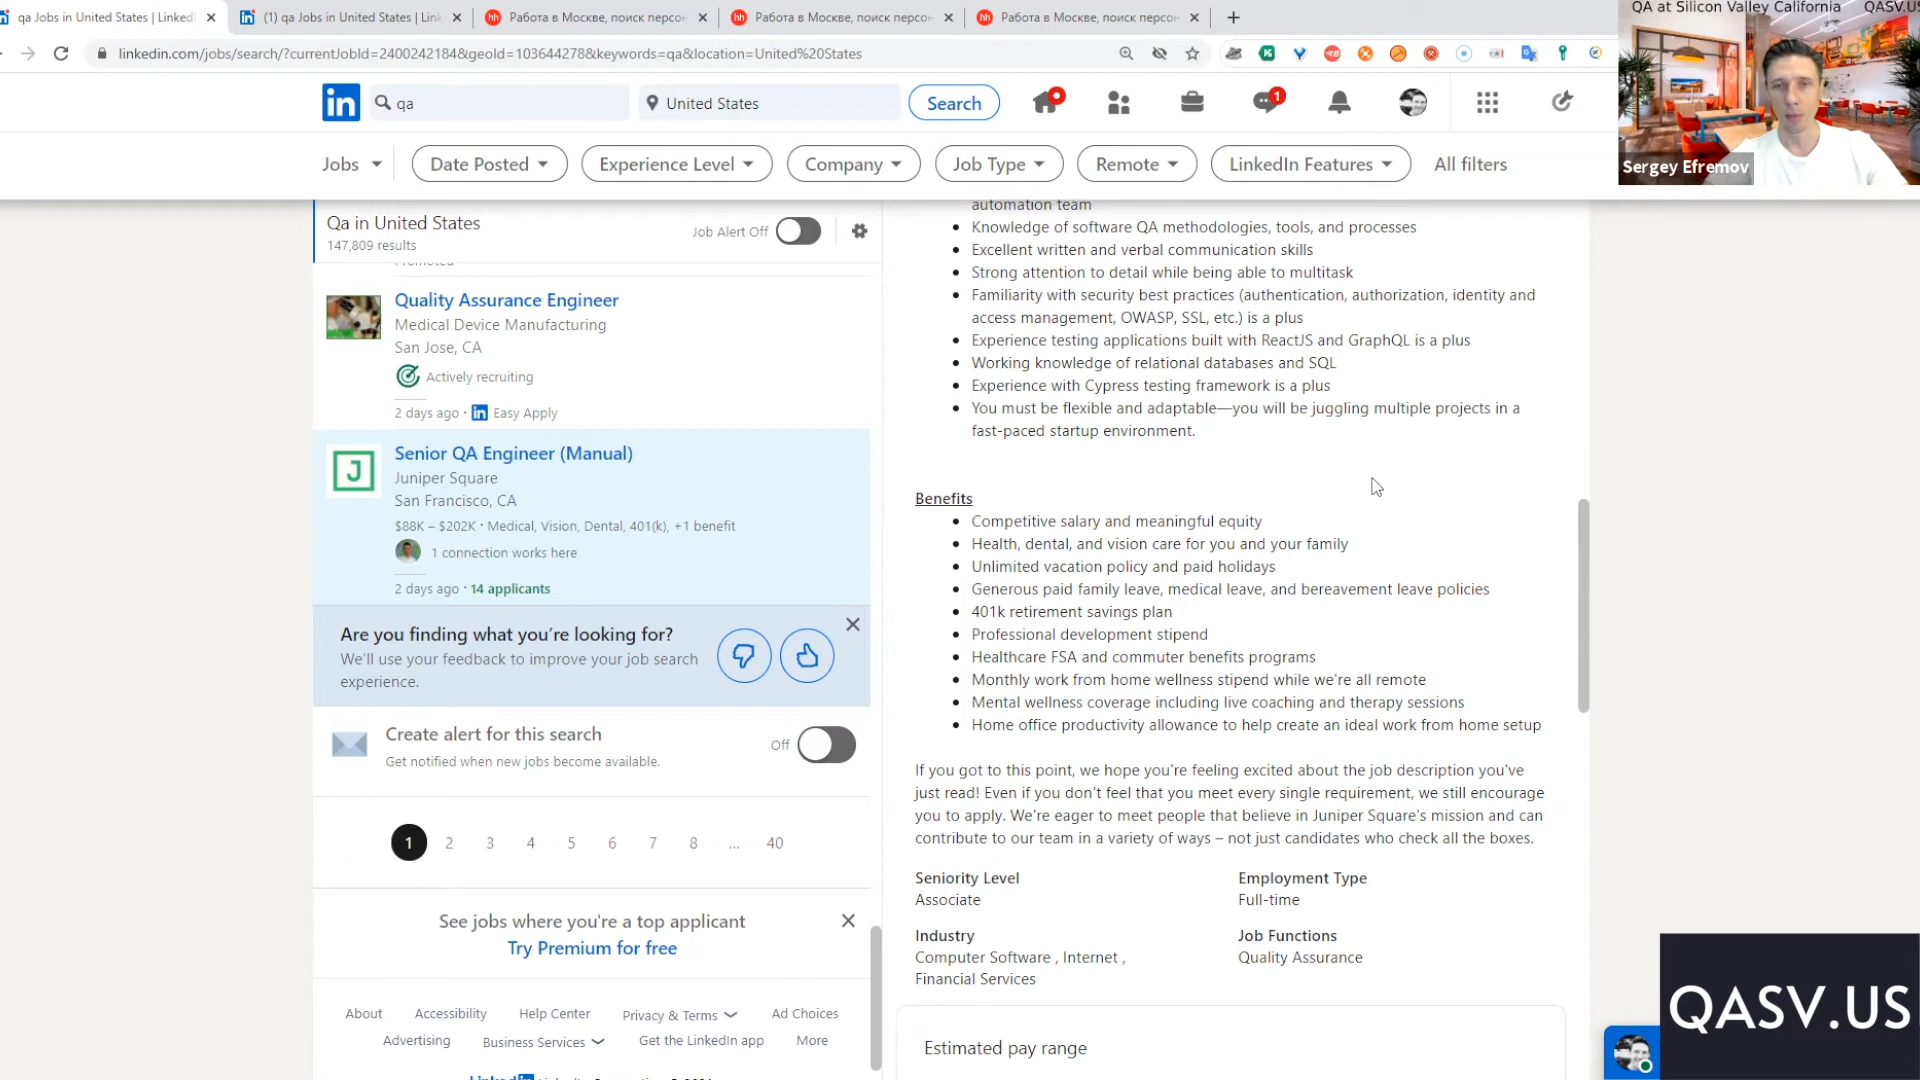 qa Jobs in United States | Linked
(1) qa Jobs in United States | Link
hh Работа в Москве, поиск персон
hh Работа в Москве, поиск персон
hh Работа в Москве, поиск персон
linkedin.com/jobs/search/?currentJobId=2400242184&geoId=103644278&keywords=qa&location=United%20States
QA at Silicon Valley California QASV.US
Sergey Efremov
in
qa
United States
Search
1
Jobs
Date Posted
Experience Level
Company
Job Type
Remote
LinkedIn Features
All filters
Qa in United States
147,809 results
Job Alert Off
Promoted
Quality Assurance Engineer
Medical Device Manufacturing
San Jose, CA
Actively recruiting
2 days ago · in Easy Apply
J
Senior QA Engineer (Manual)
Juniper Square
San Francisco, CA
$88K – $202K · Medical, Vision, Dental, 401(k), +1 benefit
1 connection works here
2 days ago · 14 applicants
Are you finding what you're looking for?
We'll use your feedback to improve your job search
experience.
Create alert for this search
Get notified when new jobs become available.
Off
1 2 3 4 5 6 7 8 ... 40
See jobs where you're a top applicant
Try Premium for free
About Accessibility Help Center Privacy & Terms Ad Choices
Advertising Business Services Get the LinkedIn app More
automation team
• Knowledge of software QA methodologies, tools, and processes
• Excellent written and verbal communication skills
• Strong attention to detail while being able to multitask
• Familiarity with security best practices (authentication, authorization, identity and
access management, OWASP, SSL, etc.) is a plus
• Experience testing applications built with ReactJS and GraphQL is a plus
• Working knowledge of relational databases and SQL
• Experience with Cypress testing framework is a plus
• You must be flexible and adaptable—you will be juggling multiple projects in a
fast-paced startup environment.
Benefits
• Competitive salary and meaningful equity
• Health, dental, and vision care for you and your family
• Unlimited vacation policy and paid holidays
• Generous paid family leave, medical leave, and bereavement leave policies
• 401k retirement savings plan
• Professional development stipend
• Healthcare FSA and commuter benefits programs
• Monthly work from home wellness stipend while we're all remote
• Mental wellness coverage including live coaching and therapy sessions
• Home office productivity allowance to help create an ideal work from home setup
If you got to this point, we hope you're feeling excited about the job description you've
just read! Even if you don't feel that you meet every single requirement, we still encourage
you to apply. We're eager to meet people that believe in Juniper Square's mission and can
contribute to our team in a variety of ways – not just candidates who check all the boxes.
Seniority Level
Associate
Employment Type
Full-time
Industry
Computer Software , Internet ,
Financial Services
Job Functions
Quality Assurance
Estimated pay range
QASV.US